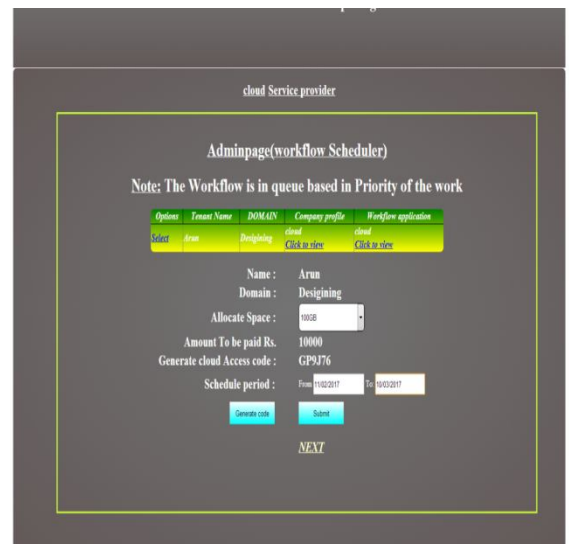 cloud Service provider
Adminpage(workflow Scheduler)
Note: The Workflow is in queue based in Priority of the work
Options Tenant Name DOMAIN Company profile Workflow application
Select Arun Desigining cloud Click to view cloud Click to view
Name : Arun
Domain : Desigining
Allocate Space : 100GB
Amount To be paid Rs. 10000
Generate cloud Access code : GP9J76
Schedule period : From 11/02/2017 To 10/03/2017
Generate code Submit
NEXT